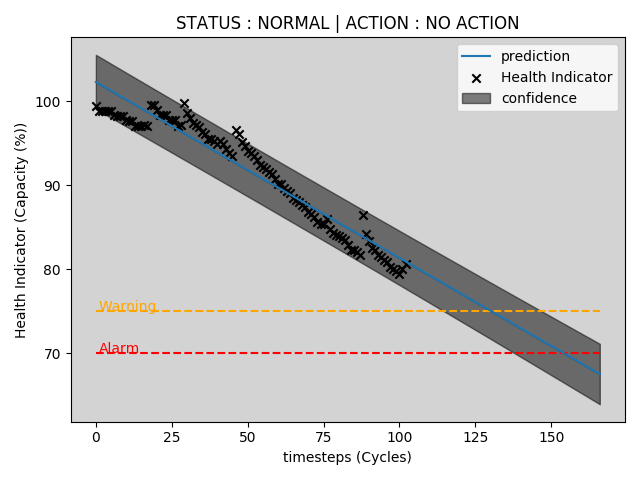 STATUS : NORMAL | ACTION : NO ACTION
prediction
Health Indicator
confidence
Health Indicator (Capacity (%))
100
90
80
70
Warning
Alarm
0
25
50
75
100
125
150
timesteps (Cycles)